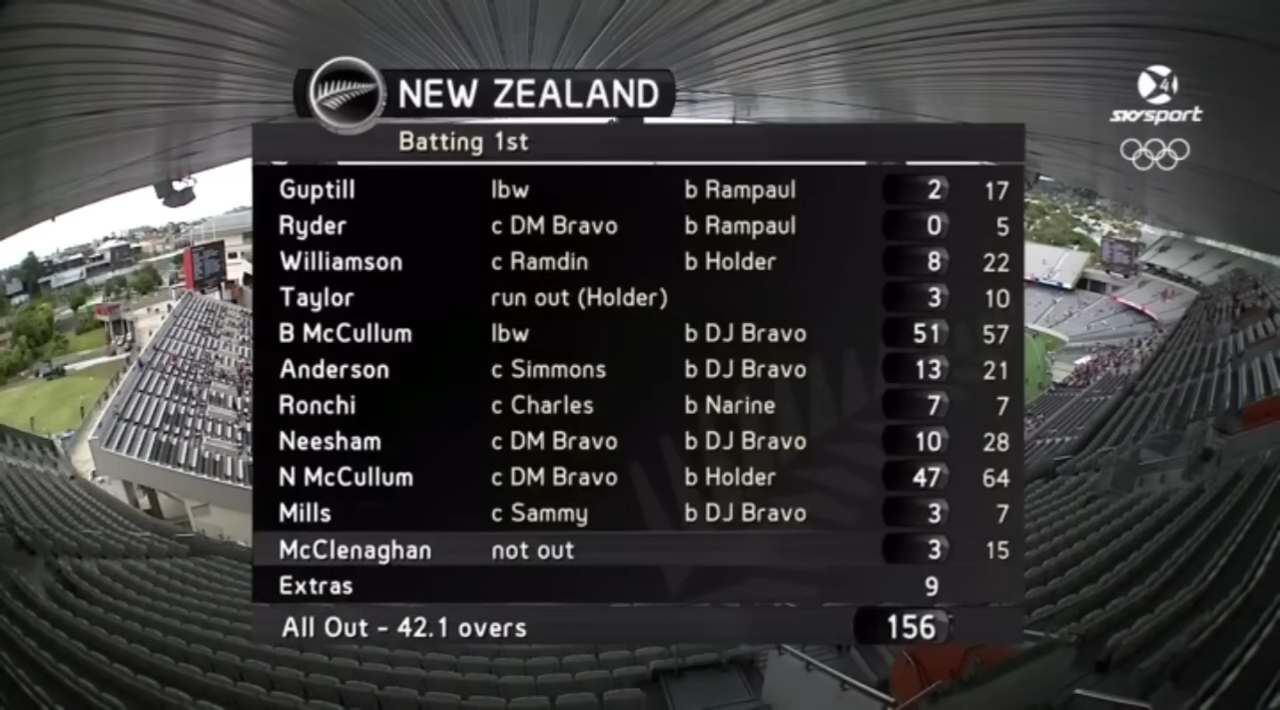 NEW ZEALAND
Batting 1st
Guptill lbw b Rampaul 2 17
Ryder c DM Bravo b Rampaul 0 5
Williamson c Ramdin b Holder 8 22
Taylor run out (Holder) 3 10
B McCullum lbw b DJ Bravo 51 57
Anderson c Simmons b DJ Bravo 13 21
Ronchi c Charles b Narine 7 7
Neesham c DM Bravo b DJ Bravo 10 28
N McCullum c DM Bravo b Holder 47 64
Mills c Sammy b DJ Bravo 3 7
McClenaghan not out 3 15
Extras 9
All Out - 42.1 overs 156
4
sky sport